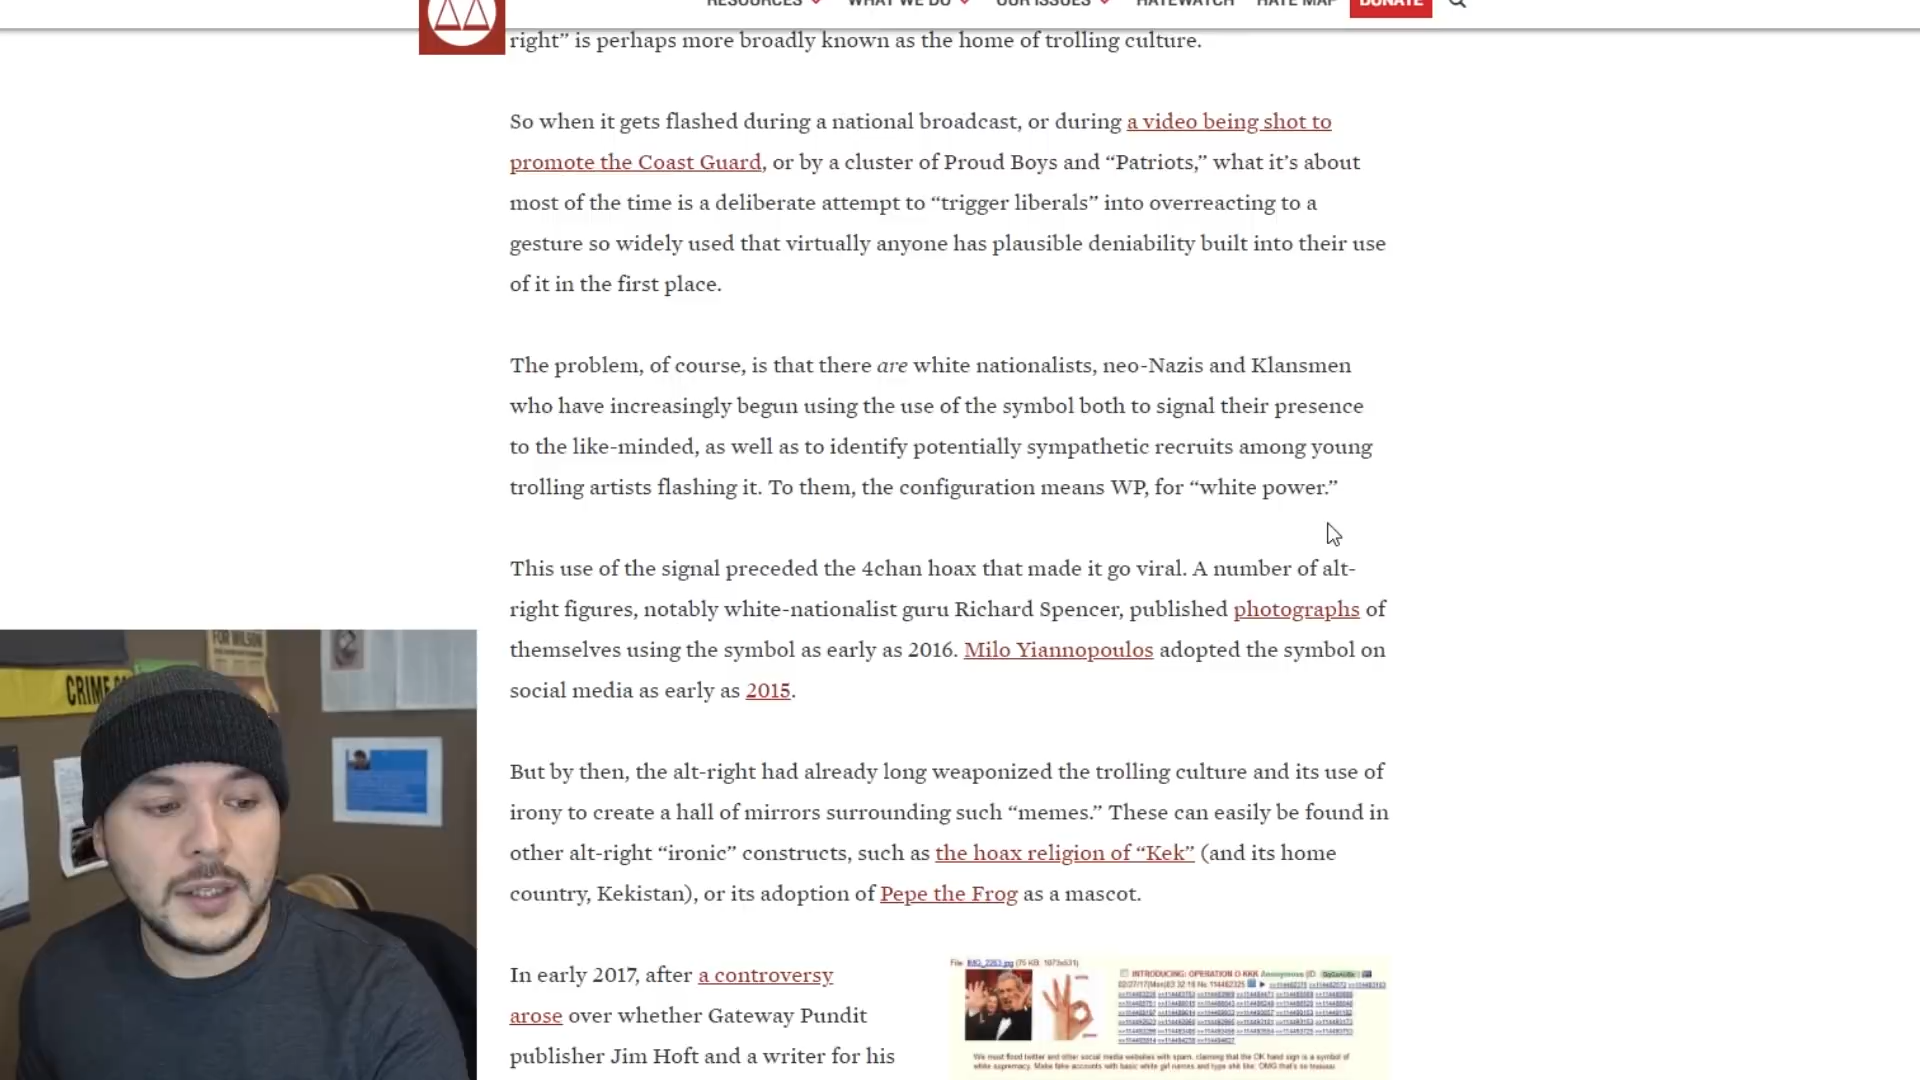 RESOURCES WHAT WE DO OUR ISSUES HATEWATCH HATE MAP DONATE
right” is perhaps more broadly known as the home of trolling culture.
So when it gets flashed during a national broadcast, or during a video being shot to
promote the Coast Guard, or by a cluster of Proud Boys and “Patriots,” what it’s about
most of the time is a deliberate attempt to “trigger liberals” into overreacting to a
gesture so widely used that virtually anyone has plausible deniability built into their use
of it in the first place.
The problem, of course, is that there are white nationalists, neo-Nazis and Klansmen
who have increasingly begun using the use of the symbol both to signal their presence
to the like-minded, as well as to identify potentially sympathetic recruits among young
trolling artists flashing it. To them, the configuration means WP, for “white power.”
This use of the signal preceded the 4chan hoax that made it go viral. A number of alt-
right figures, notably white-nationalist guru Richard Spencer, published photographs of
themselves using the symbol as early as 2016. Milo Yiannopoulos adopted the symbol on
social media as early as 2015.
But by then, the alt-right had already long weaponized the trolling culture and its use of
irony to create a hall of mirrors surrounding such “memes.” These can easily be found in
other alt-right “ironic” constructs, such as the hoax religion of “Kek” (and its home
country, Kekistan), or its adoption of Pepe the Frog as a mascot.
In early 2017, after a controversy
arose over whether Gateway Pundit
publisher Jim Hoft and a writer for his
File: IMG_2253.jpg (75 KB, 1073x531)
INTRODUCING: OPERATION O-KKK Anonymous
We must flood twitter and other social media websites with spam, claiming that the OK hand sign is a symbol of
white supremacy. Make fake accounts with basic white girl names and type shit like: OMG that's so
FOR WILSON
CRIME